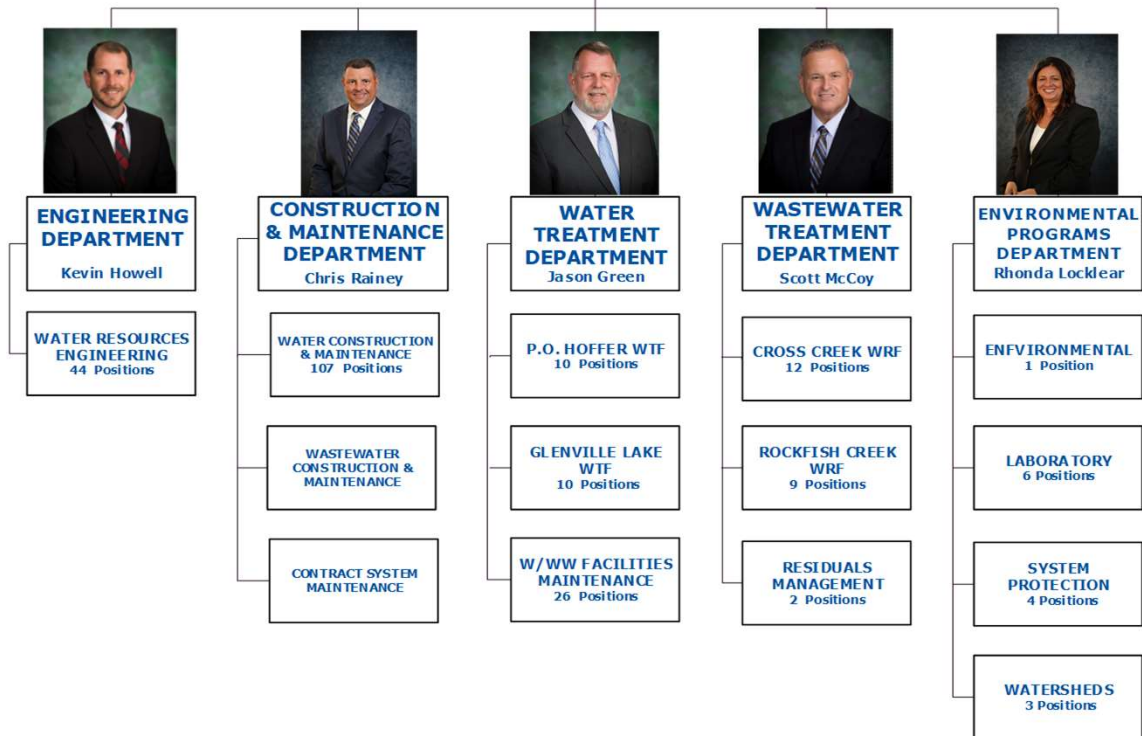 ENGINEERING
DEPARTMENT
Kevin Howell
WATER RESOURCES
ENGINEERING
44 Positions
CONSTRUCTION
& MAINTENANCE
DEPARTMENT
Chris Rainey
WATER CONSTRUCTION
& MAINTENANCE
107 Positions
WASTEWATER
CONSTRUCTION &
MAINTENANCE
CONTRACT SYSTEM
MAINTENANCE
WATER
TREATMENT
DEPARTMENT
Jason Green
P.O. HOFFER WTF
10 Positions
GLENVILLE LAKE
WTF
10 Positions
W/WW FACILITIES
MAINTENANCE
26 Positions
WASTEWATER
TREATMENT
DEPARTMENT
Scott McCoy
CROSS CREEK WRF
12 Positions
ROCKFISH CREEK
WRF
9 Positions
RESIDUALS
MANAGEMENT
2 Positions
ENVIRONMENTAL
PROGRAMS
DEPARTMENT
Rhonda Locklear
ENFVIRONMENTAL
1 Position
LABORATORY
6 Positions
SYSTEM
PROTECTION
4 Positions
WATERSHEDS
3 Positions